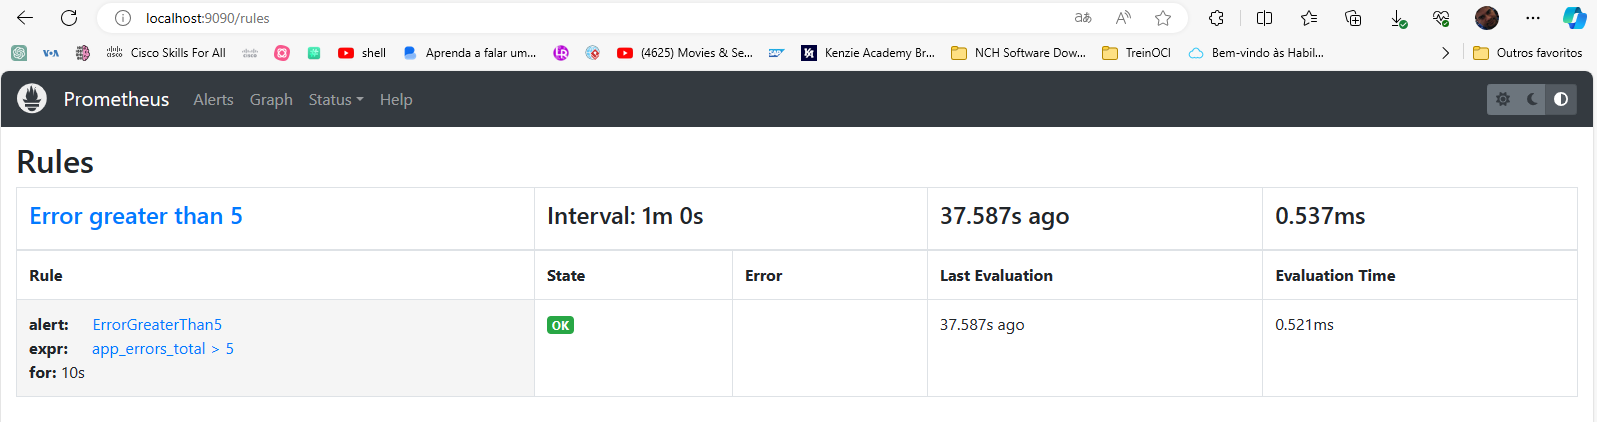 localhost:9090/rules
Cisco Skills For All shell Aprenda a falar um... (4625) Movies & Se... Kenzie Academy Br... NCH Software Dow... TreinOCI Bem-vindo às Habil... Outros favoritos
Prometheus Alerts Graph Status Help
Rules
Error greater than 5 Interval: 1m 0s 37.587s ago 0.537ms
Rule State Error Last Evaluation Evaluation Time
alert: ErrorGreaterThan5 OK 37.587s ago 0.521ms
expr: app_errors_total > 5
for: 10s